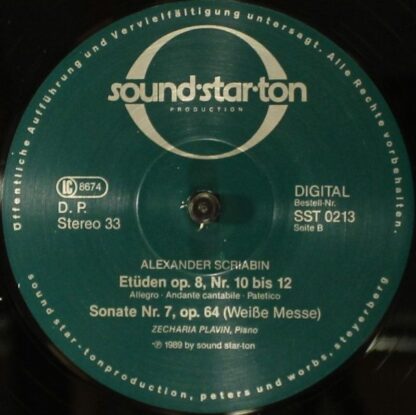 Öffentliche Aufführung und Vervielfältigung untersagt. Alle Rechte vorbehalten.
sound·star·ton
PRODUCTION
LC 8674
D. P.
Stereo 33
DIGITAL
Bestell-Nr.
SST 0213
Seite B
ALEXANDER SCRIABIN
Etüden op. 8, Nr. 10 bis 12
Allegro · Andante cantabile · Patetico
Sonate Nr. 7, op. 64 (Weiße Messe)
ZECHARIA PLAVIN, Piano
℗ 1989 by sound star-ton
sound star-tonproduction, peters und worbs, steyerberg